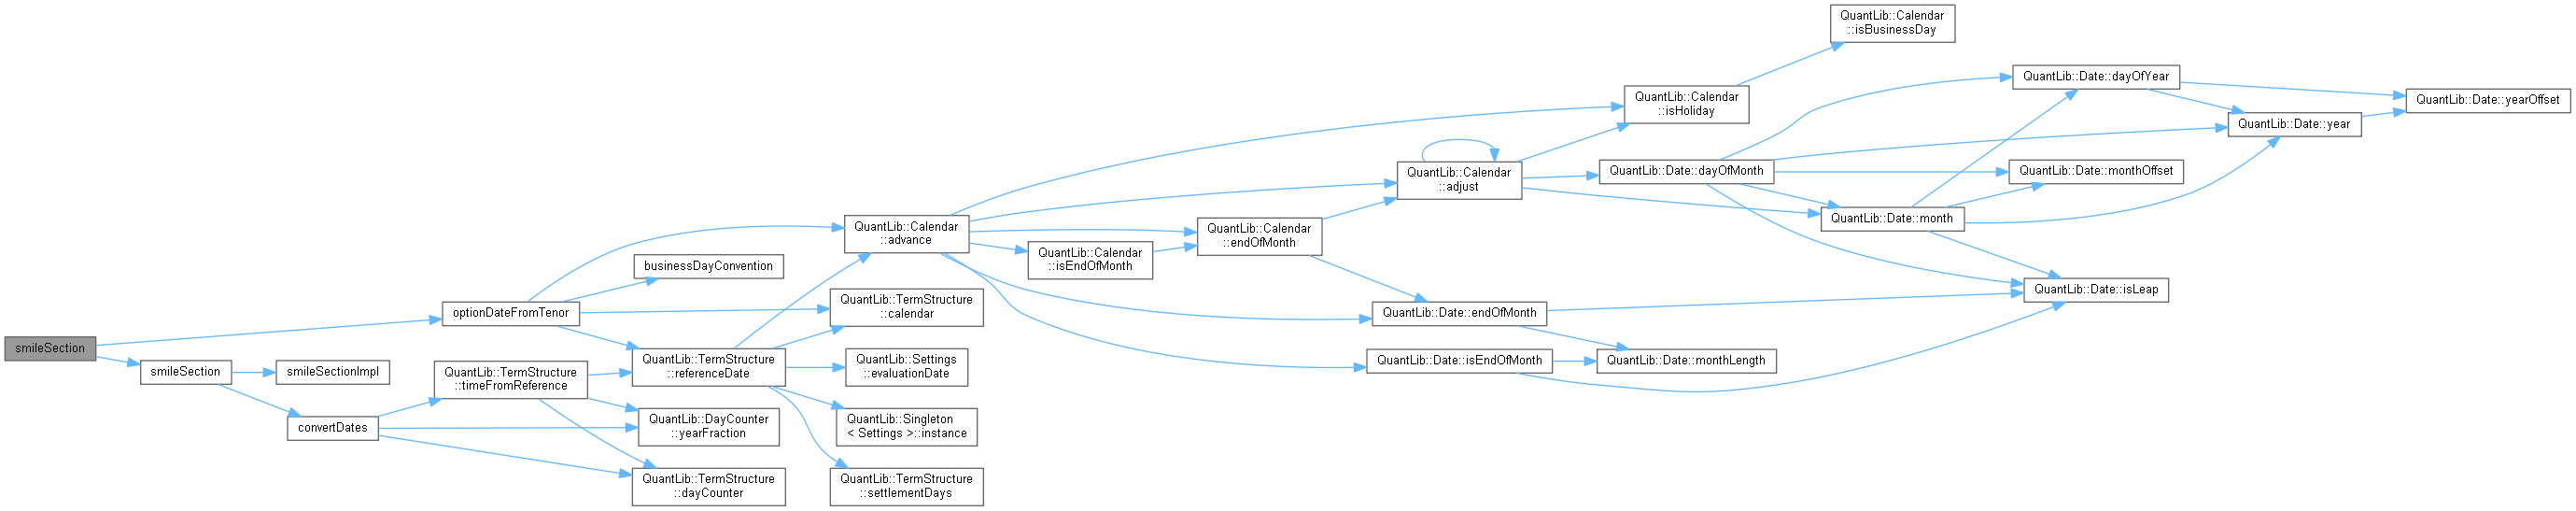 smileSection
smileSection
smileSectionImpl
convertDates
optionDateFromTenor
QuantLib::TermStructure
::timeFromReference
businessDayConvention
QuantLib::TermStructure
::referenceDate
QuantLib::DayCounter
::yearFraction
QuantLib::TermStructure
::dayCounter
QuantLib::Calendar
::advance
QuantLib::TermStructure
::calendar
QuantLib::Settings
::evaluationDate
QuantLib::Singleton
< Settings >::instance
QuantLib::TermStructure
::settlementDays
QuantLib::Calendar
::isEndOfMonth
QuantLib::Calendar
::endOfMonth
QuantLib::Calendar
::adjust
QuantLib::Date::endOfMonth
QuantLib::Date::isEndOfMonth
QuantLib::Calendar
::isBusinessDay
QuantLib::Calendar
::isHoliday
QuantLib::Date::dayOfMonth
QuantLib::Date::month
QuantLib::Date::monthLength
QuantLib::Date::dayOfYear
QuantLib::Date::monthOffset
QuantLib::Date::isLeap
QuantLib::Date::year
QuantLib::Date::yearOffset